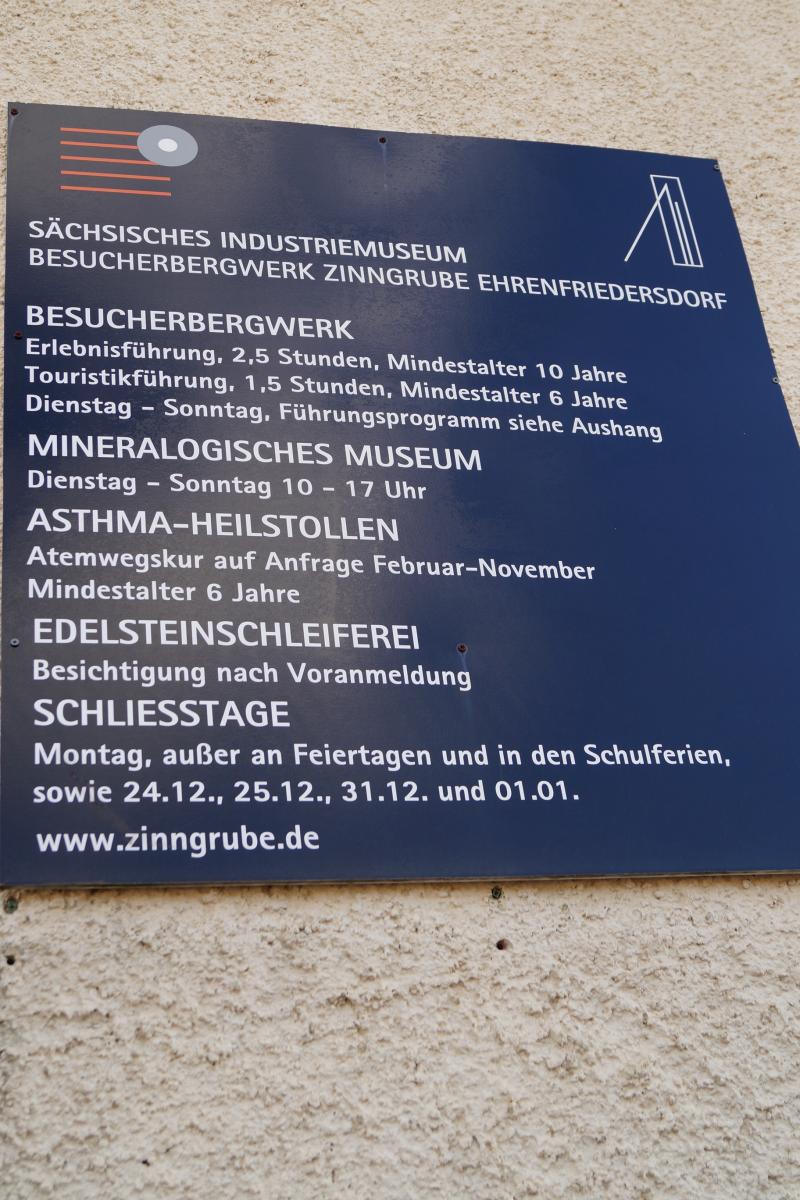 SÄCHSISCHES INDUSTRIEMUSEUM
BESUCHERBERGWERK ZINNGRUBE EHRENFRIEDERSDORF
BESUCHERBERGWERK
Erlebnisführung, 2,5 Stunden, Mindestalter 10 Jahre
Touristikführung, 1,5 Stunden, Mindestalter 6 Jahre
Dienstag – Sonntag, Führungsprogramm siehe Aushang
MINERALOGISCHES MUSEUM
Dienstag – Sonntag 10 – 17 Uhr
ASTHMA-HEILSTOLLEN
Atemwegskur auf Anfrage Februar-November
Mindestalter 6 Jahre
EDELSTEINSCHLEIFEREI
Besichtigung nach Voranmeldung
SCHLIESSTAGE
Montag, außer an Feiertagen und in den Schulferien,
sowie 24.12., 25.12., 31.12. und 01.01.
www.zinngrube.de